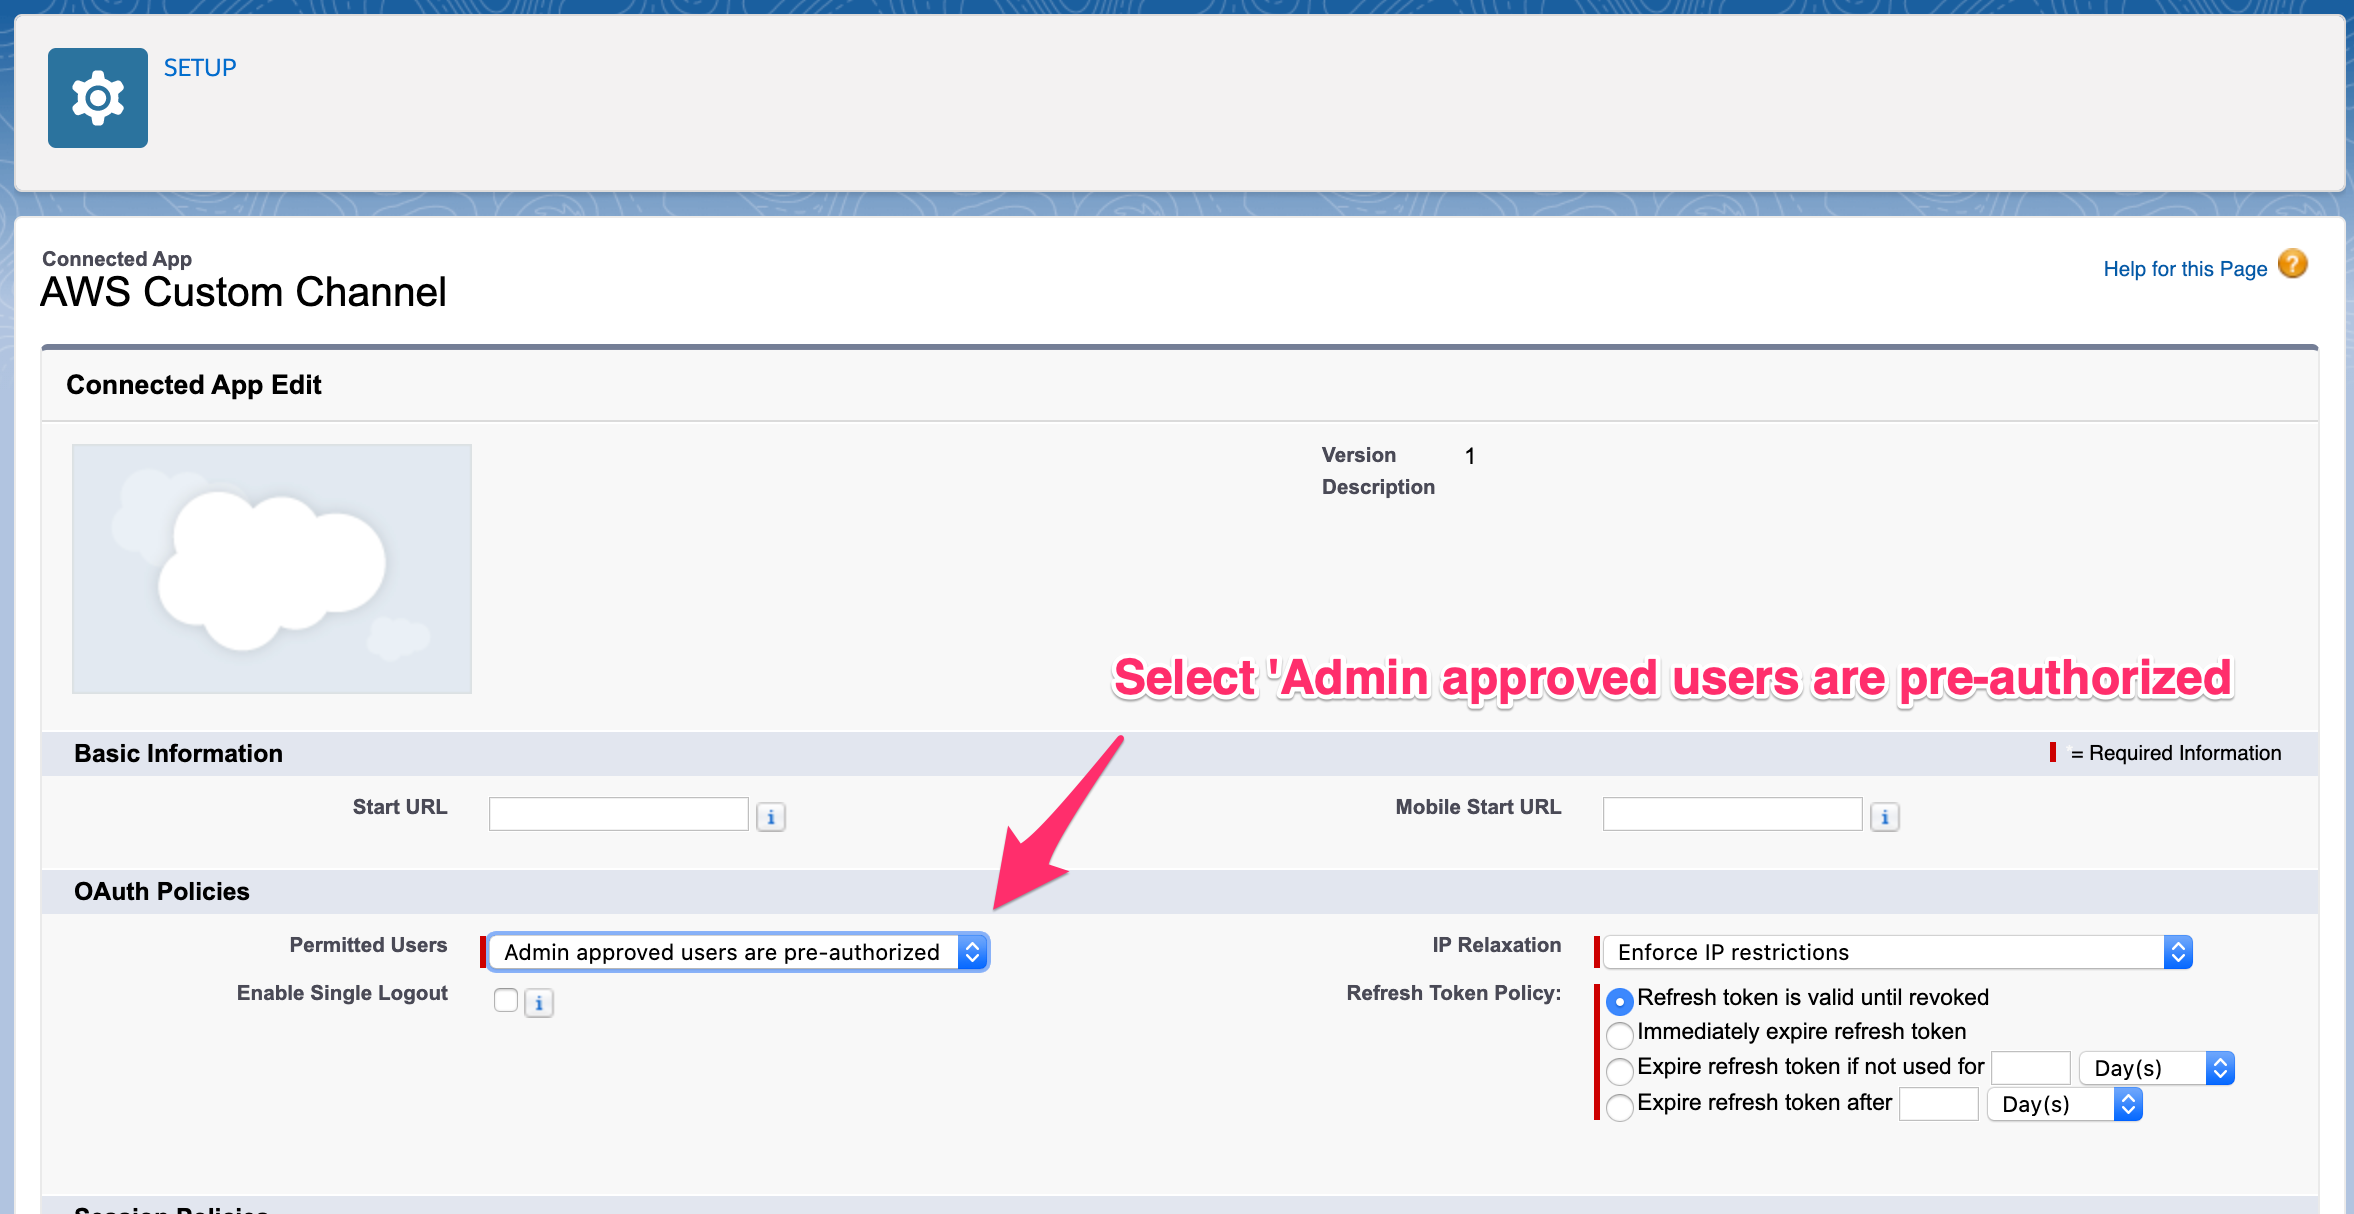 SETUP
Connected App
AWS Custom Channel
Help for this Page ?
Connected App Edit
Version 1
Description
Select 'Admin approved users are pre-authorized
Basic Information
= Required Information
Start URL
i
Mobile Start URL
i
OAuth Policies
Permitted Users Admin approved users are pre-authorized
IP Relaxation Enforce IP restrictions
Enable Single Logout
i
Refresh Token Policy: Refresh token is valid until revoked
Immediately expire refresh token
Expire refresh token if not used for Day(s)
Expire refresh token after Day(s)
Session Policies